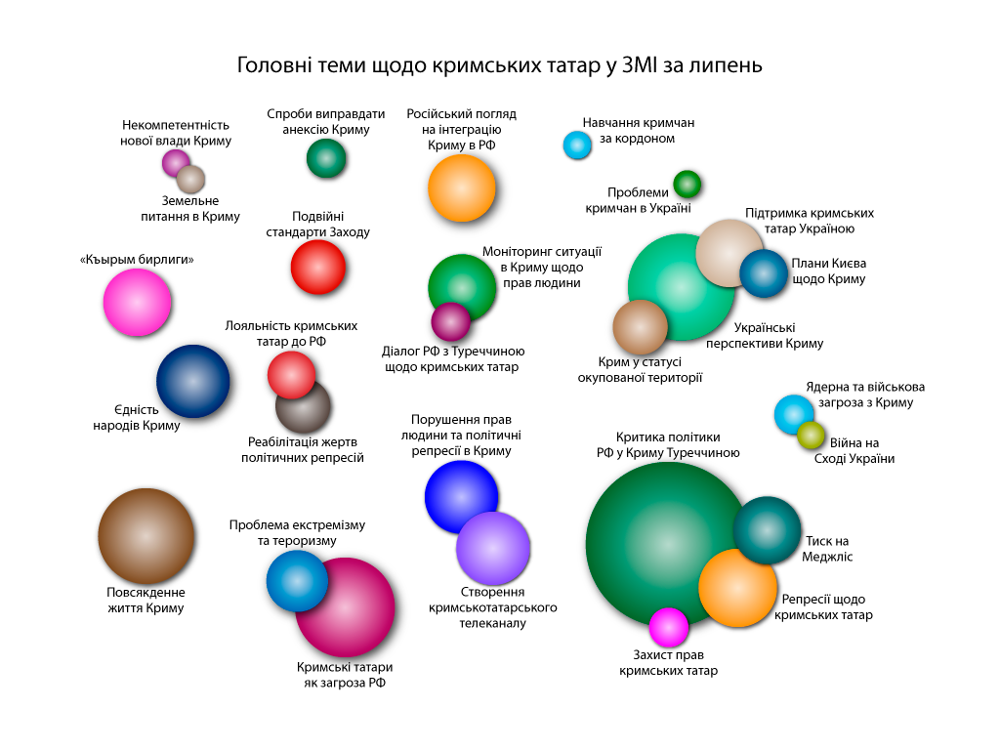 Головні теми щодо кримських татар у ЗМІ за липень
Некомпетентність
нової влади Криму
Земельне
питання в Криму
Спроби виправдати
анексію Криму
Російський погляд
на інтеграцію
Криму в РФ
Навчання кримчан
за кордоном
Проблеми
кримчан в Україні
Подвійні
стандарти Заходу
Підтримка кримських
татар Україною
«Къырым бирлиги»
Моніторинг ситуації
в Криму щодо
прав людини
Плани Києва
щодо Криму
Лояльність кримських
татар до РФ
Діалог РФ з Туреччиною
щодо кримських татар
Українські
перспективи Криму
Крим у статусі
окупованої території
Єдність
народів Криму
Реабілітація жертв
політичних репресій
Порушення прав
людини та політичні
репресії в Криму
Ядерна та військова
загроза з Криму
Війна на
Сході України
Критика політики
РФ у Криму Туреччиною
Проблема екстремізму
та тероризму
Тиск на
Меджліс
Повсякденне
життя Криму
Створення
кримськотатарського
телеканалу
Репресії щодо
кримських татар
Кримські татари
як загроза РФ
Захист прав
кримських татар